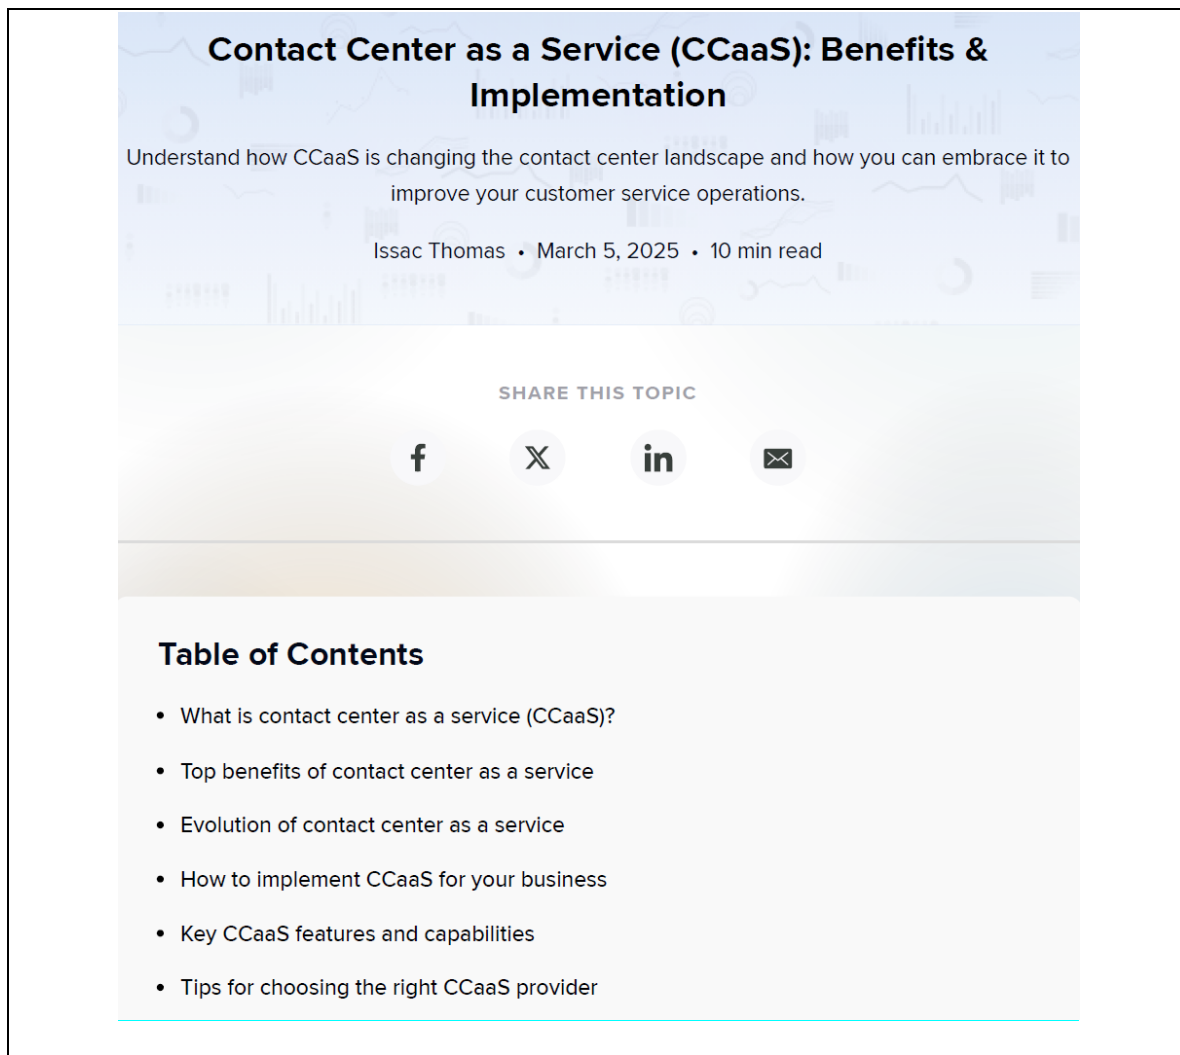 Contact Center as a Service (CCaaS): Benefits &
Implementation
Understand how CCaaS is changing the contact center landscape and how you can embrace it to
improve your customer service operations.
Issac Thomas • March 5, 2025 • 10 min read
SHARE THIS TOPIC
Table of Contents
• What is contact center as a service (CCaaS)?
• Top benefits of contact center as a service
• Evolution of contact center as a service
• How to implement CCaaS for your business
• Key CCaaS features and capabilities
• Tips for choosing the right CCaaS provider